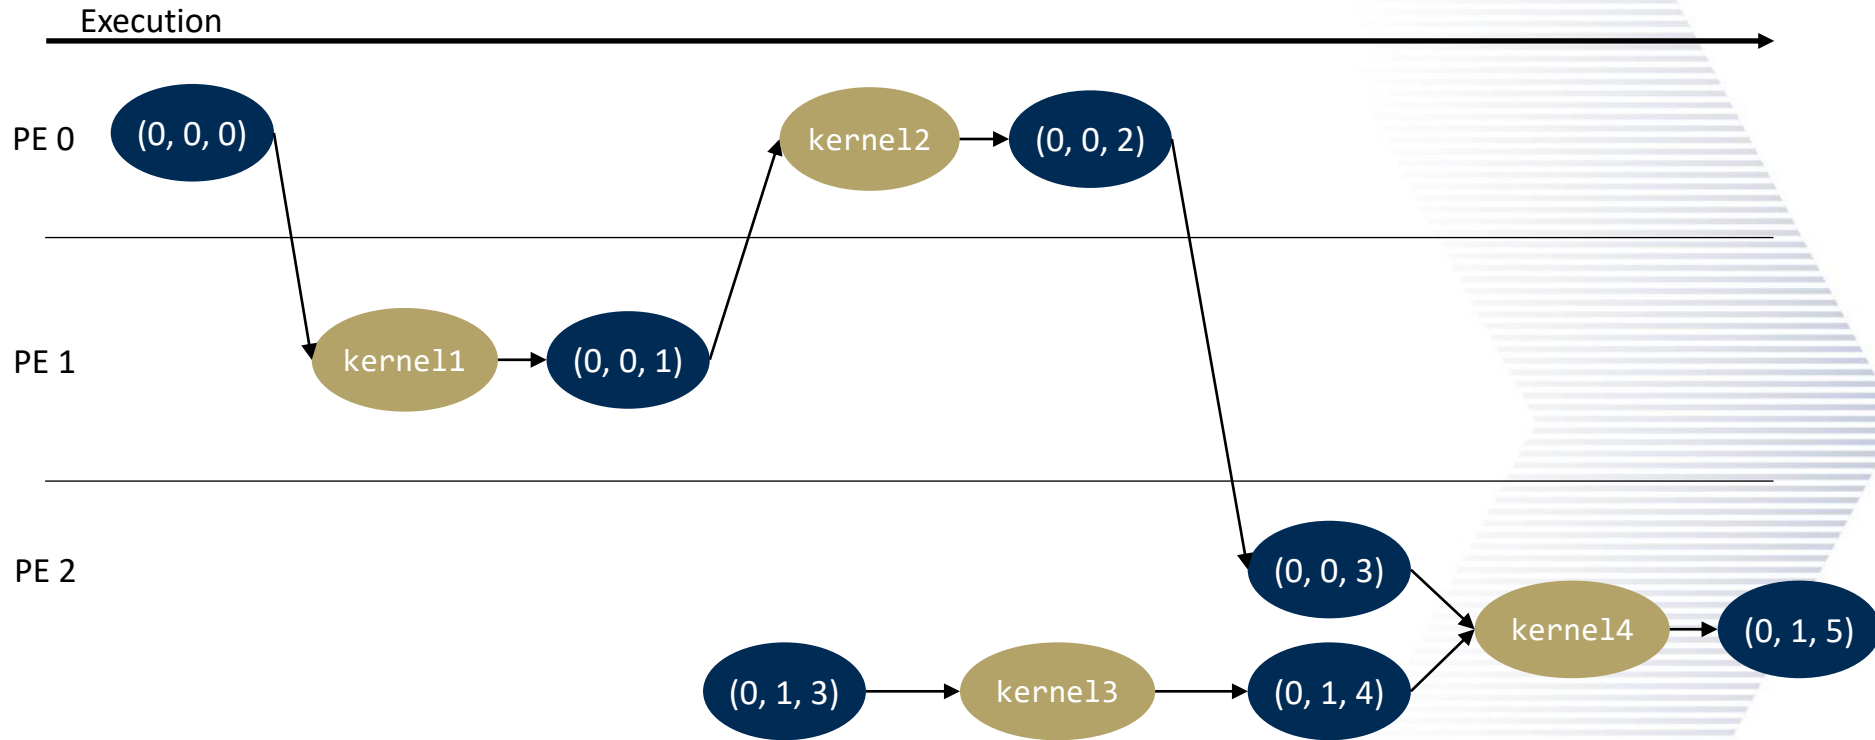 Execution
PE 0
(0, 0, 0)
kernel2
(0, 0, 2)
PE 1
kernel1
(0, 0, 1)
PE 2
(0, 0, 3)
kernel4
(0, 1, 5)
(0, 1, 3)
kernel3
(0, 1, 4)